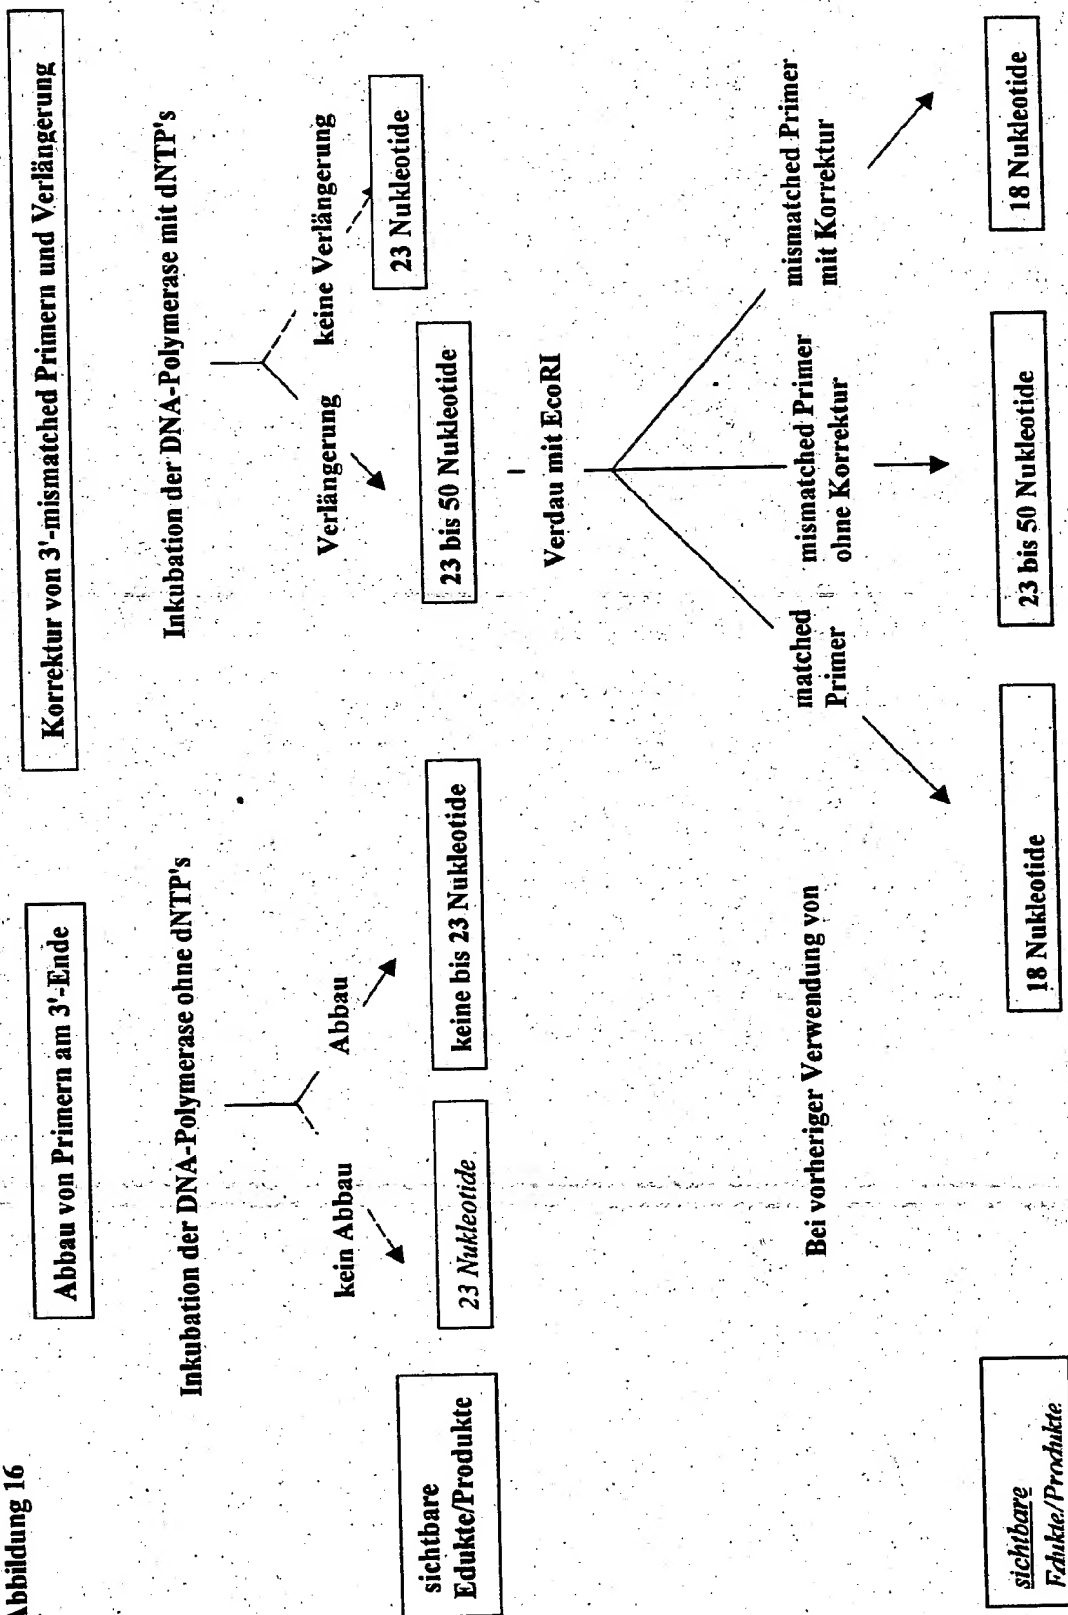 Abbildung 16
Abbau von Primern am 3'-Ende
Korrektur von 3'-mismatched Primern und Verlängerung
Inkubation der DNA-Polymerase ohne dNTP's
Inkubation der DNA-Polymerase mit dNTP's
kein Abbau
Abbau
Verlängerung
keine Verlängerung
sichtbare
Edukte/Produkte
23 Nukleotide
keine bis 23 Nukleotide
23 bis 50 Nukleotide
23 Nukleotide
Verdau mit EcoRI
Bei vorheriger Verwendung von
matched
Primer
mismatched Primer
ohne Korrektur
mismatched Primer
mit Korrektur
sichtbare
Edukte/Produkte
18 Nukleotide
23 bis 50 Nukleotide
18 Nukleotide